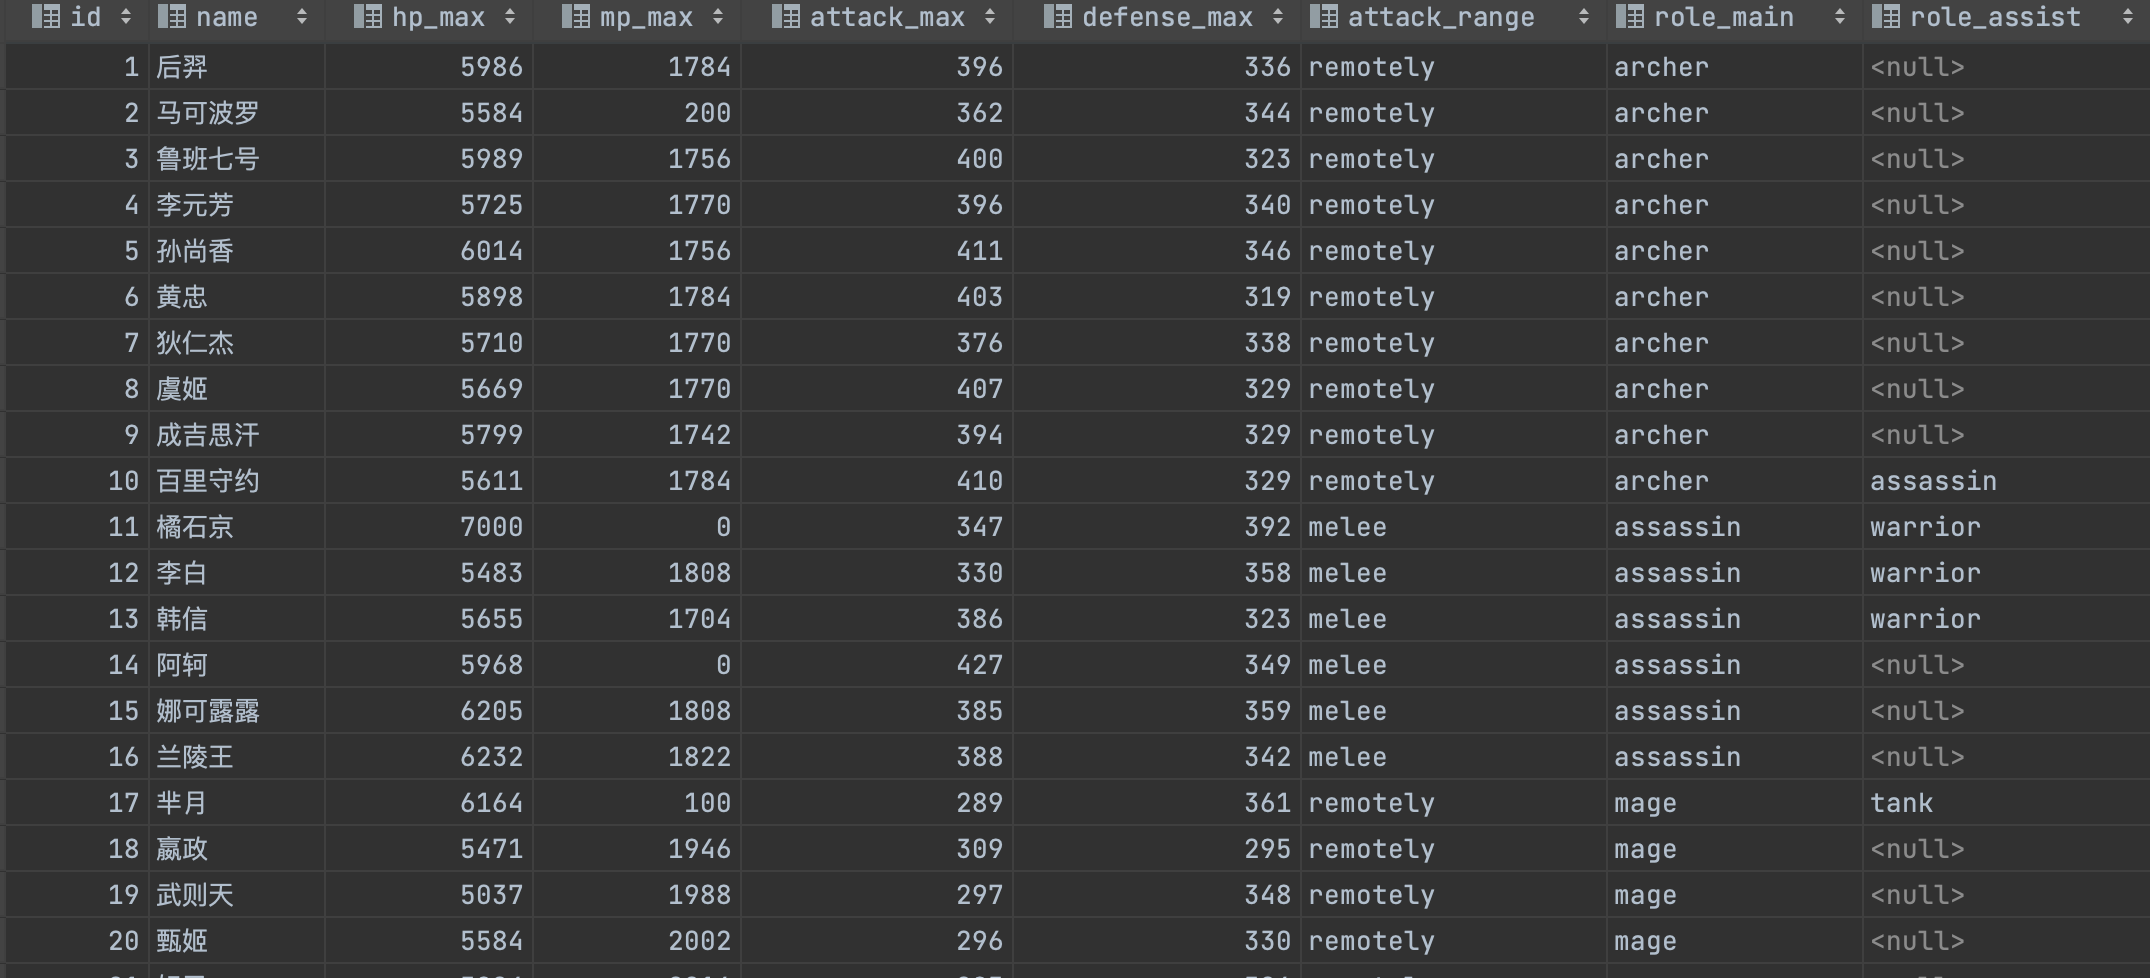 id name hp_max mp_max attack_max defense_max attack_range role_main role_assist
1 后羿 5986 1784 396 336 remotely archer <null>
2 马可波罗 5584 200 362 344 remotely archer <null>
3 鲁班七号 5989 1756 400 323 remotely archer <null>
4 李元芳 5725 1770 396 340 remotely archer <null>
5 孙尚香 6014 1756 411 346 remotely archer <null>
6 黄忠 5898 1784 403 319 remotely archer <null>
7 狄仁杰 5710 1770 376 338 remotely archer <null>
8 虞姬 5669 1770 407 329 remotely archer <null>
9 成吉思汗 5799 1742 394 329 remotely archer <null>
10 百里守约 5611 1784 410 329 remotely archer assassin
11 橘石京 7000 0 347 392 melee assassin warrior
12 李白 5483 1808 330 358 melee assassin warrior
13 韩信 5655 1704 386 323 melee assassin warrior
14 阿轲 5968 0 427 349 melee assassin <null>
15 娜可露露 6205 1808 385 359 melee assassin <null>
16 兰陵王 6232 1822 388 342 melee assassin <null>
17 芈月 6164 100 289 361 remotely mage tank
18 嬴政 5471 1946 309 295 remotely mage <null>
19 武则天 5037 1988 297 348 remotely mage <null>
20 甄姬 5584 2002 296 330 remotely mage <null>